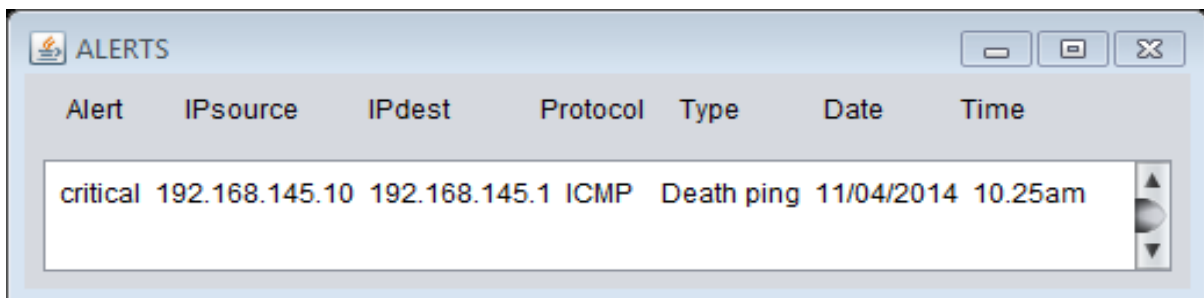 ALERTS
Alert IPsource IPdest Protocol Type Date Time
critical 192.168.145.10 192.168.145.1 ICMP Death ping 11/04/2014 10.25am